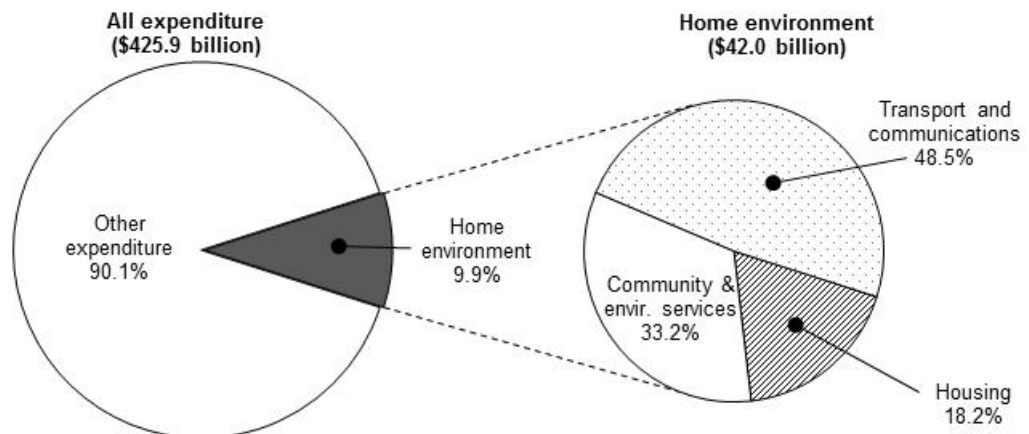 All expenditure
($425.9 billion)
Other
expenditure
90.1%
Home
environment
9.9%
Home environment
($42.0 billion)
Transport and
communications
48.5%
Community &
envir. services
33.2%
Housing
18.2%